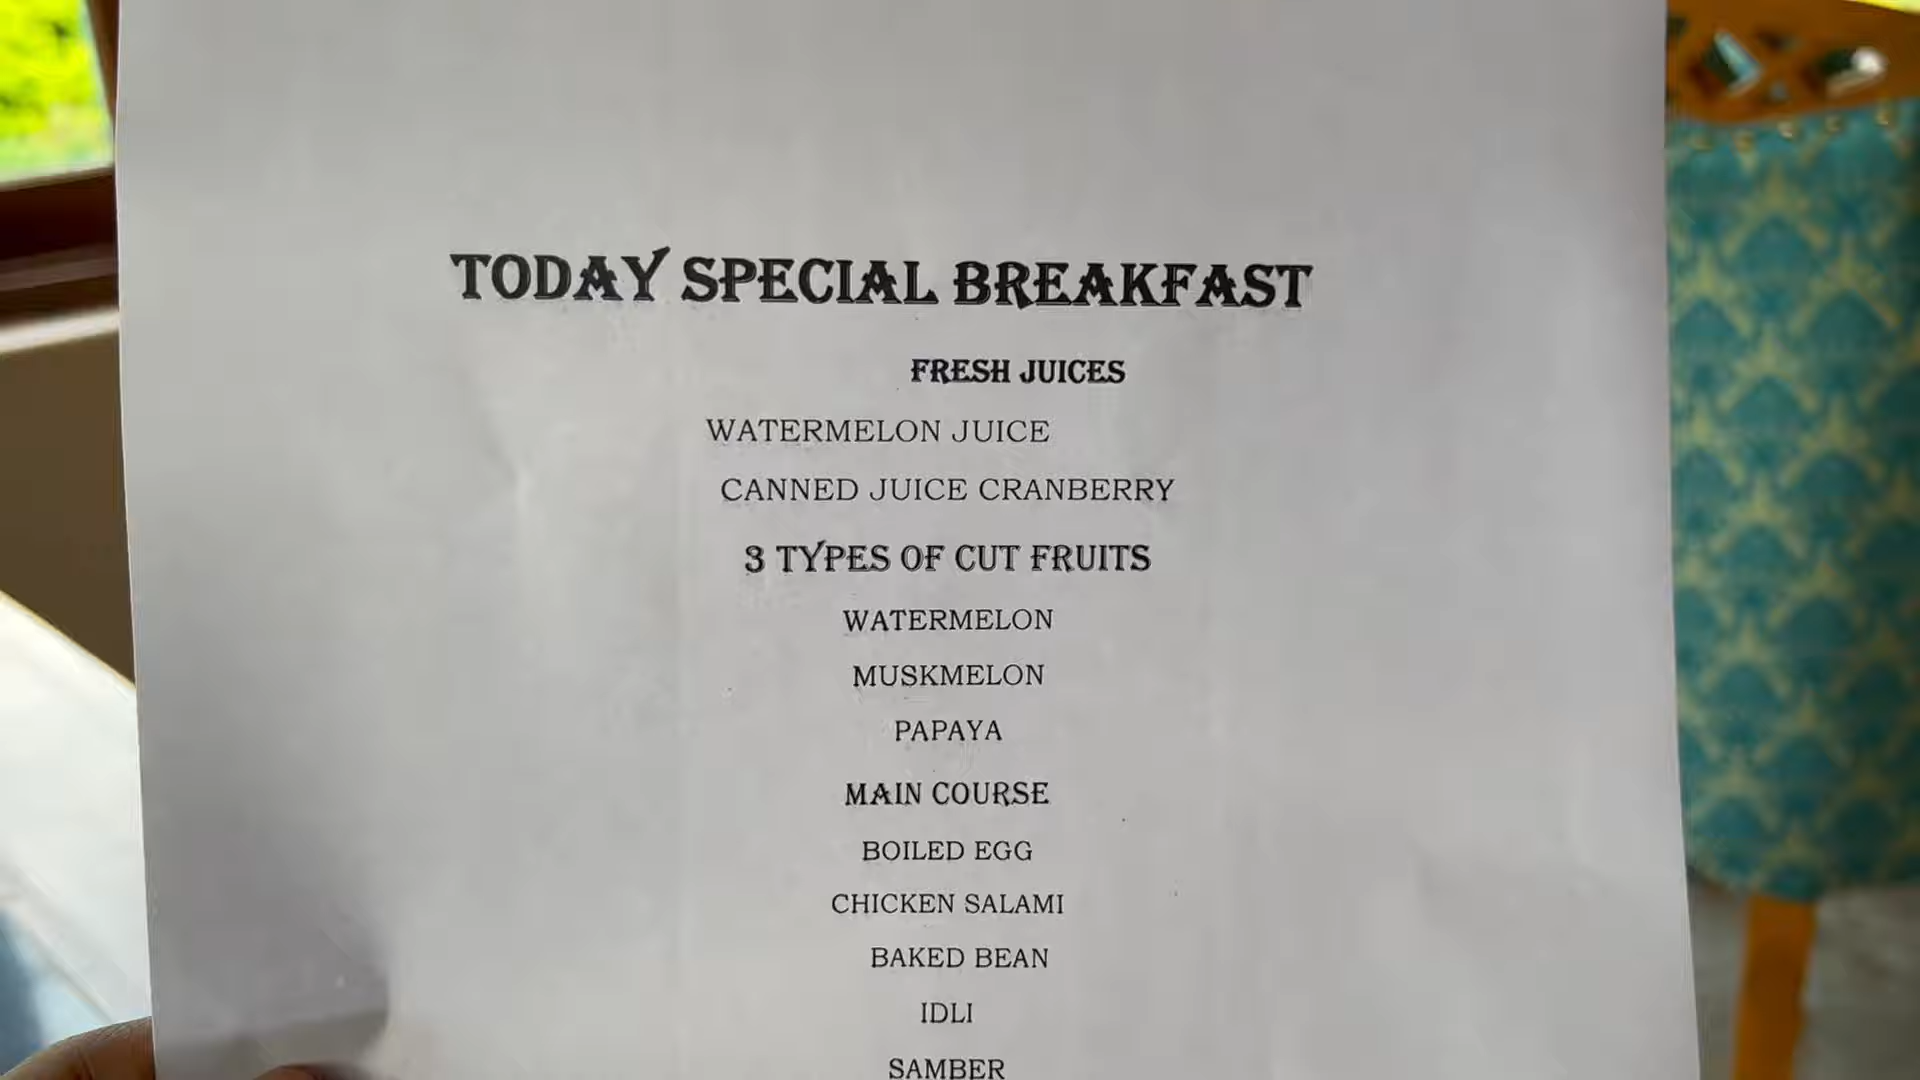 TODAY SPECIAL BREAKFAST
FRESH JUICES
WATERMELON JUICE
CANNED JUICE CRANBERRY
3 TYPES OF CUT FRUITS
WATERMELON
MUSKMELON
PAPAYA
MAIN COURSE
BOILED EGG
CHICKEN SALAMI
BAKED BEAN
IDLI
SAMBER